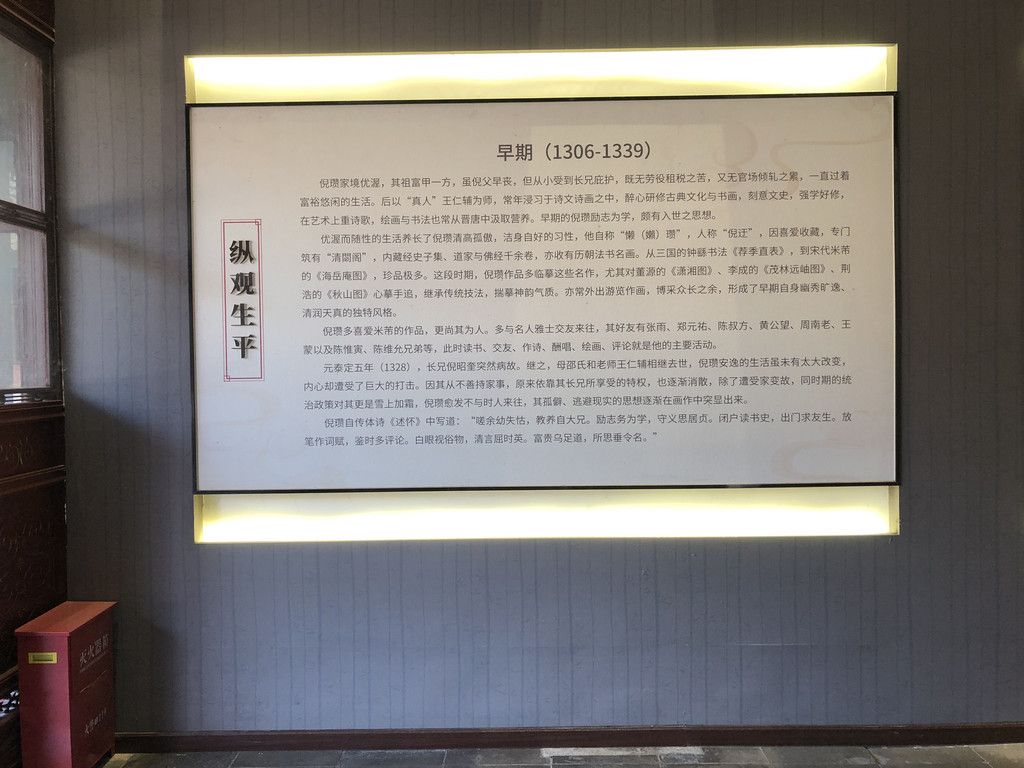 早期（1306-1339）
倪瓒家境优渥，其祖富甲一方，虽倪父早丧，但从小受到长兄庇护，既无劳役租税之苦，又无官场倾轧之累，一直过着
富裕悠闲的生活。后以“真人”王仁辅为师，常年浸习于诗文诗画之中，醉心研修古典文化与书画，刻意文史，强学好修，
在艺术上重诗歌，绘画与书法也常从晋唐中汲取营养。早期的倪瓒励志为学，颇有入世之思想。
优渥而随性的生活养长了倪瓒清高孤傲，洁身自好的习性，他自称“懒（嬾）瓒”，人称“倪迂”，因喜爱收藏，专门
筑有“清閟阁”，内藏经史子集、道家与佛经千余卷，亦收有历朝法书名画。从三国的钟繇书法《荐季直表》，到宋代米芾
的《海岳庵图》，珍品极多。这段时期，倪瓒作品多临摹这些名作，尤其对董源的《潇湘图》、李成的《茂林远岫图》、荆
浩的《秋山图》心摹手追，继承传统技法，揣摹神韵气质。亦常外出游览作画，博采众长之余，形成了早期自身幽秀旷逸、
清润天真的独特风格。
倪瓒多喜爱米芾的作品，更尚其为人。多与名人雅士交友来往，其好友有张雨、郑元祐、陈叔方、黄公望、周南老、王
蒙以及陈惟寅、陈维允兄弟等，此时读书、交友、作诗、酬唱、绘画、评论就是他的主要活动。
元泰定五年（1328），长兄倪昭奎突然病故。继之，母邵氏和老师王仁辅相继去世，倪瓒安逸的生活虽未有太大改变，
内心却遭受了巨大的打击。因其从不善持家事，原来依靠其长兄所享受的特权，也逐渐消散，除了遭受家变故，同时期的统
治政策对其更是雪上加霜，倪瓒愈发不与时人来往，其孤僻、逃避现实的思想逐渐在画作中突显出来。
倪瓒自传体诗《述怀》中写道：“嗟余幼失怙，教养自大兄。励志务为学，守义思居贞。闭户读书史，出门求友生。放
笔作词赋，鉴时多评论。白眼视俗物，清言屈时英。富贵乌足道，所思垂令名。”
纵观生平
灭火器箱